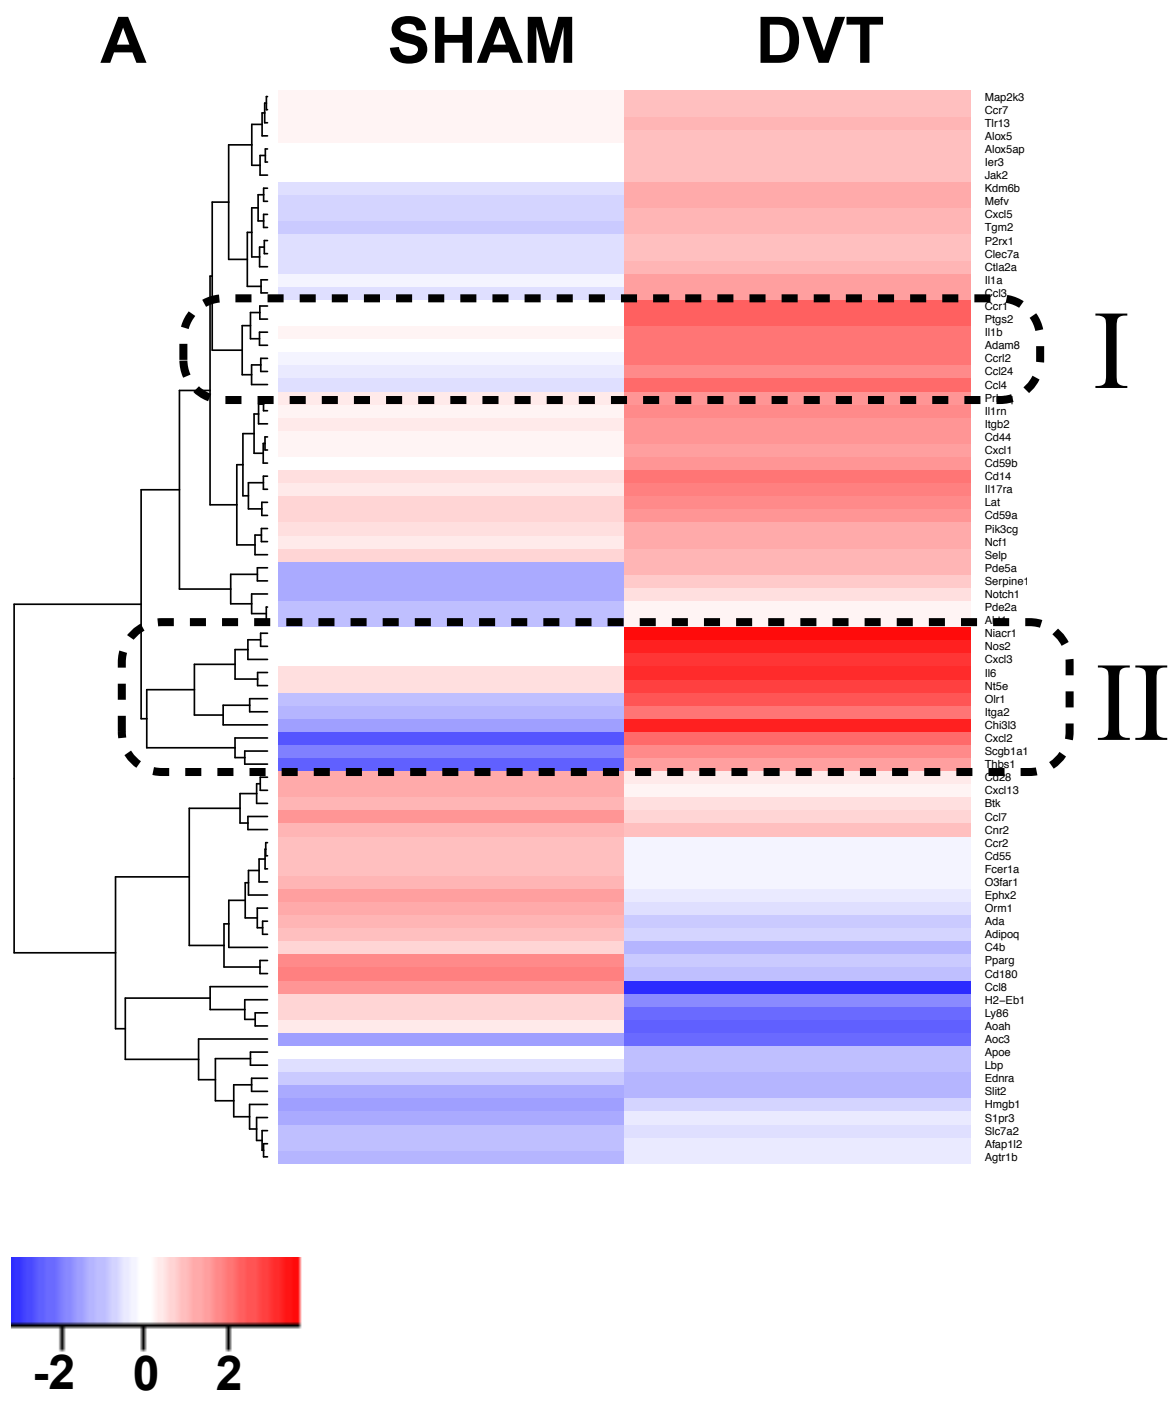 A SHAM DVT
Map2k3
Ccr7
Tlr13
Alox5
Alox5ap
Ier3
Jak2
Kdm6b
Mefv
Cxcl5
Tgm2
P2rx1
Clec7a
Ctla2a
Il1a
Ccl3
Ccr1
Ptgs2
Il1b
Adam8
Ccrl2
Ccl24
Ccl4
I
Il1rn
Itgb2
Cd44
Cxcl1
Cd59b
Cd14
Il17ra
Lat
Cd59a
Pik3cg
Ncf1
Selp
Pde5a
Serpine1
Notch1
Pde2a
Niacr1
Nos2
Cxcl3
Il6
Nt5e
Olr1
Itga2
Chi3l3
Cxcl2
Scgb1a1
Thbs1
II
Cd28
Cxcl13
Btk
Ccl7
Cnr2
Ccr2
Cd55
Fcer1a
O3far1
Ephx2
Orm1
Ada
Adipoq
C4b
Pparg
Cd180
Ccl8
H2−Eb1
Ly86
Aoah
Aoc3
Apoe
Lbp
Ednra
Slit2
Hmgb1
S1pr3
Slc7a2
Afap1l2
Agtr1b
-2 0 2